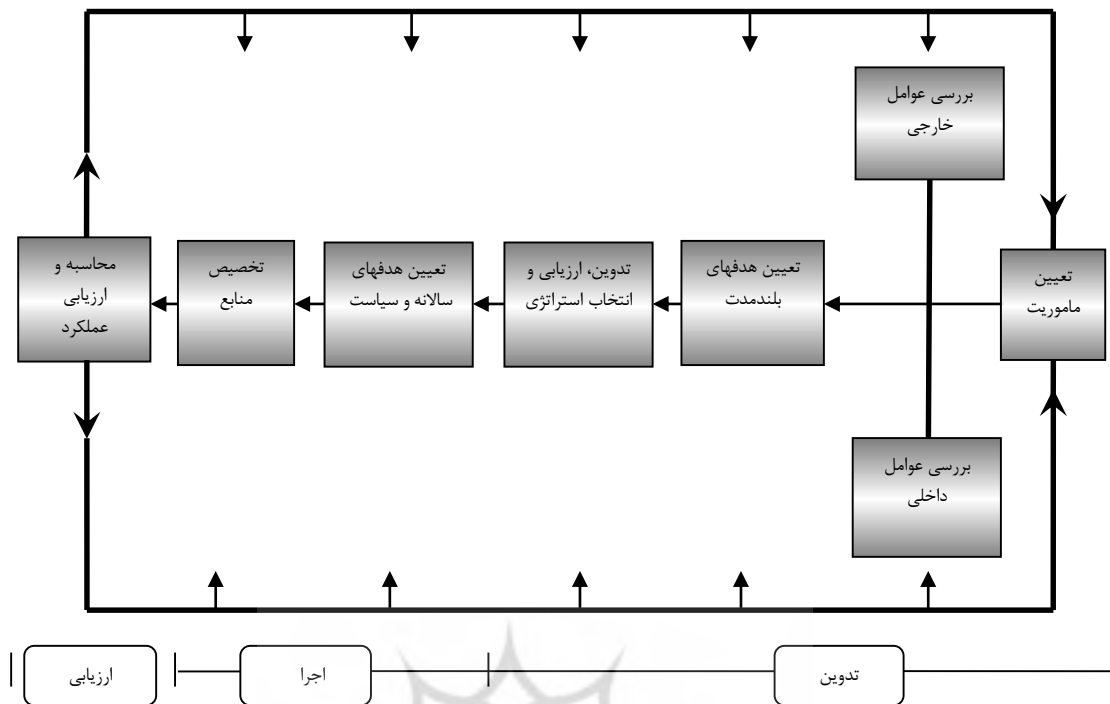 بررسی عوامل
خارجی
تعیین
ماموریت
تعیین هدفهای
بلندمدت
تدوین، ارزیابی و
انتخاب استراتژی
تعیین هدفهای
سالانه و سیاست
تخصیص
منابع
محاسبه و
ارزیابی
عملکرد
بررسی عوامل
داخلی
تدوین
اجرا
ارزیابی